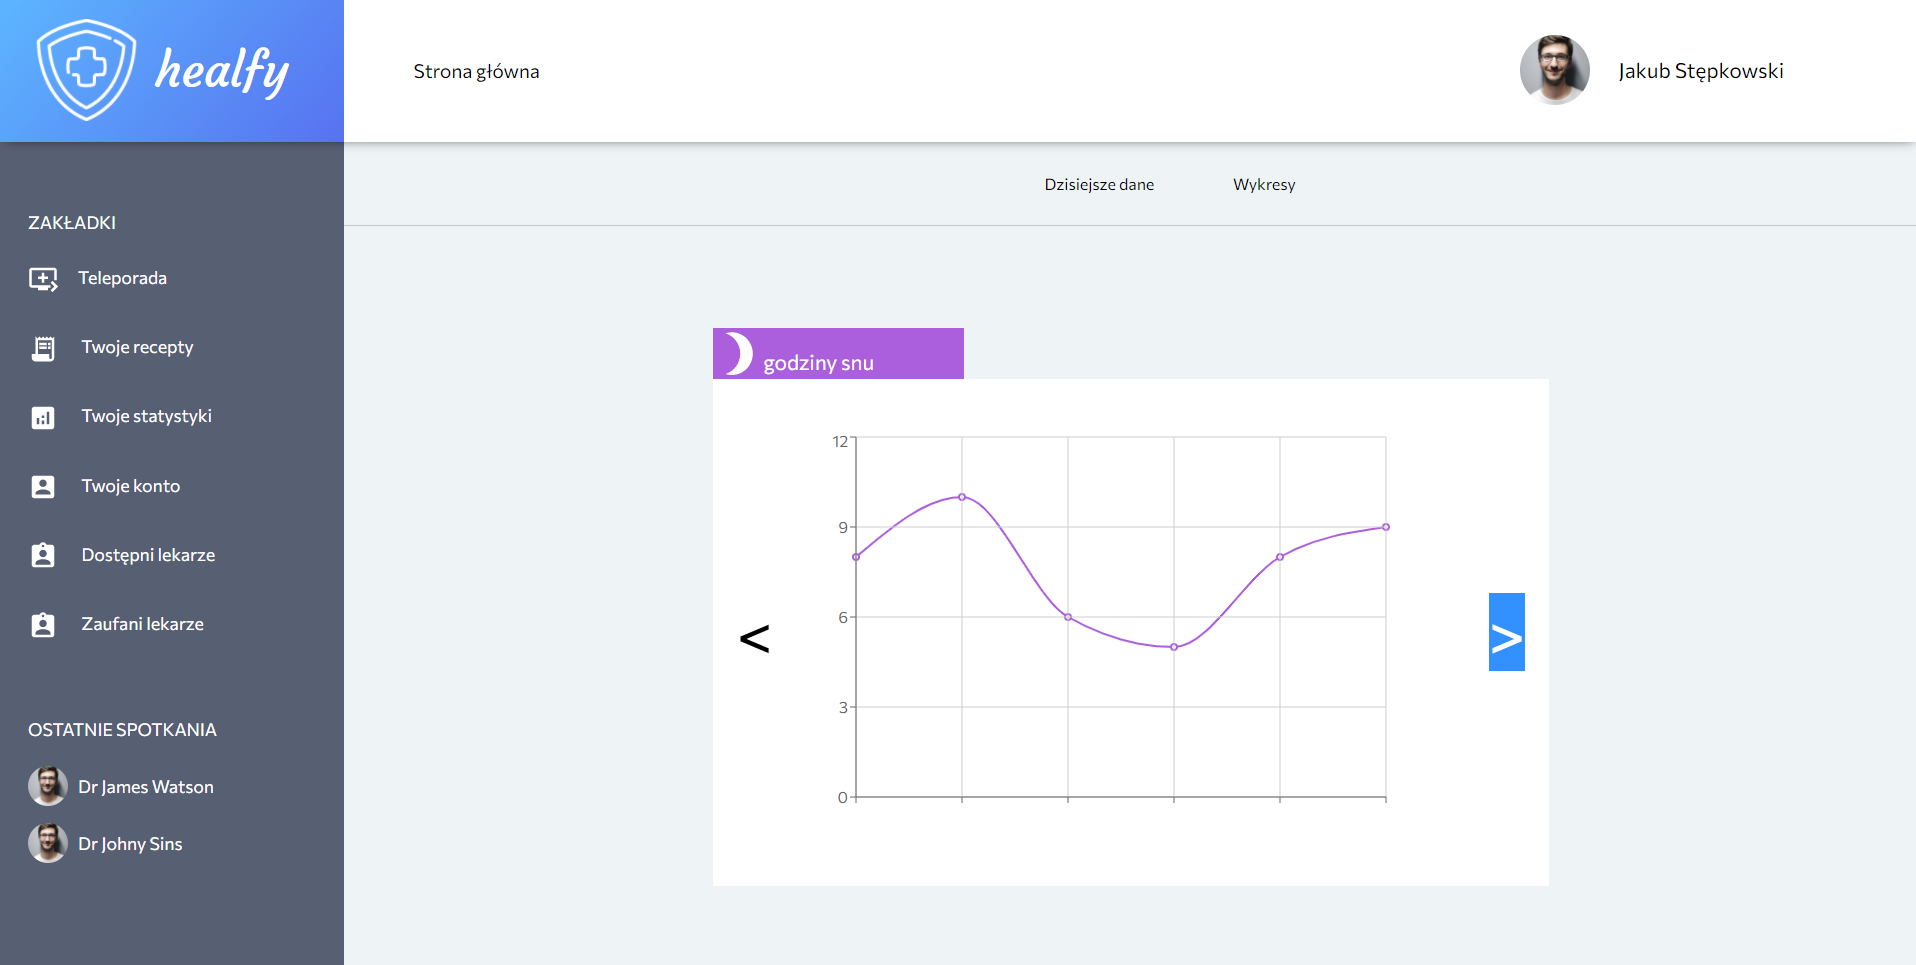 healfy
Strona główna
Jakub Stępkowski
Dzisiejsze dane
Wykresy
ZAKŁADKI
Teleporada
Twoje recepty
Twoje statystyki
Twoje konto
Dostępni lekarze
Zaufani lekarze
OSTATNIE SPOTKANIA
Dr James Watson
Dr Johny Sins
godziny snu
12
9
6
3
0
<
>